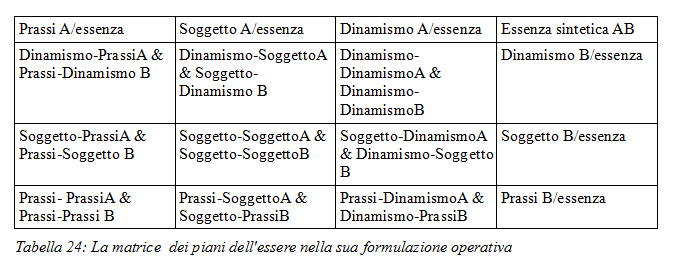 Prassi A/essenza
Soggetto A/essenza
Dinamismo A/essenza
Essenza sintetica AB
Dinamismo-PrassiA &
Prassi-Dinamismo B
Dinamismo-SoggettoA
& Soggetto-
Dinamismo B
Dinamismo-
DinamismoA &
Dinamismo-
DinamismoB
Dinamismo B/essenza
Soggetto-PrassiA &
Prassi-Soggetto B
Soggetto-SoggettoA &
Soggetto-SoggettoB
Soggetto-DinamismoA
& Dinamismo-Soggetto
B
Soggetto B/essenza
Prassi- PrassiA &
Prassi-Prassi B
Prassi-SoggettoA &
Soggetto-PrassiB
Prassi-DinamismoA &
Dinamismo-PrassiB
Prassi B/essenza
Tabella 24: La matrice dei piani dell'essere nella sua formulazione operativa